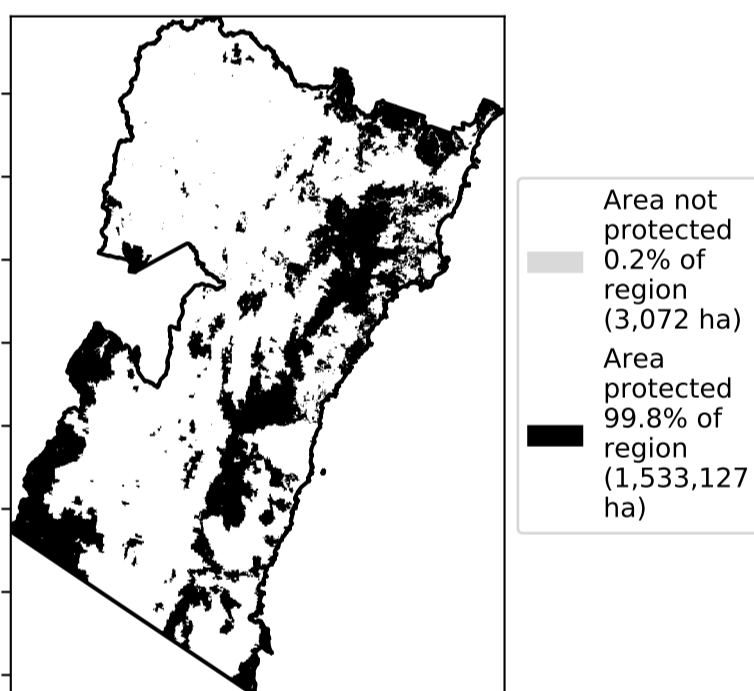 Area not
protected
0.2% of
region
(3,072 ha)
Area
protected
99.8% of
region
(1,533,127
ha)